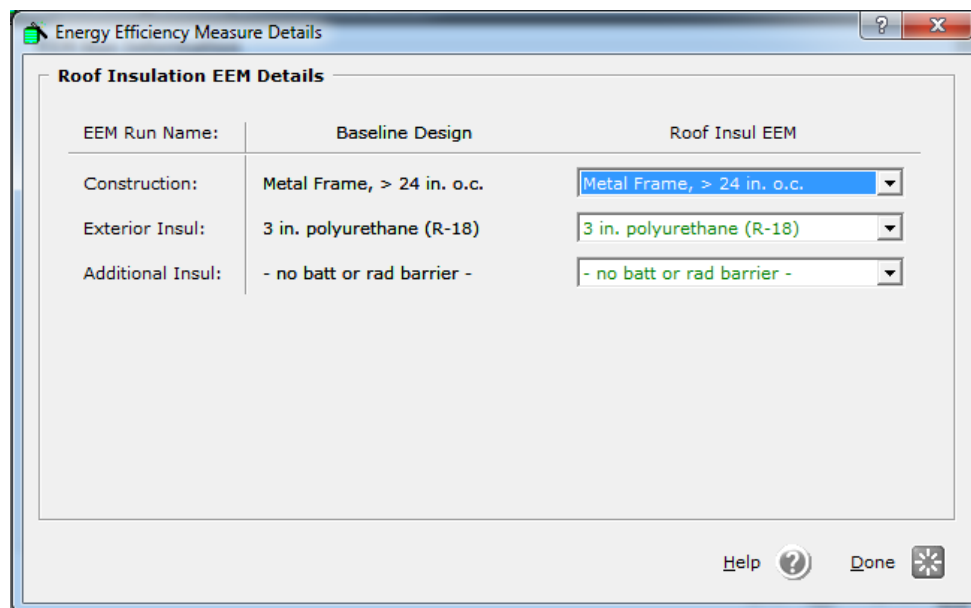 Energy Efficiency Measure Details
Roof Insulation EEM Details
EEM Run Name: Baseline Design Roof Insul EEM
Construction: Metal Frame, > 24 in. o.c. Metal Frame, > 24 in. o.c.
Exterior Insul: 3 in. polyurethane (R-18) 3 in. polyurethane (R-18)
Additional Insul: - no batt or rad barrier - - no batt or rad barrier -
Help ? Done